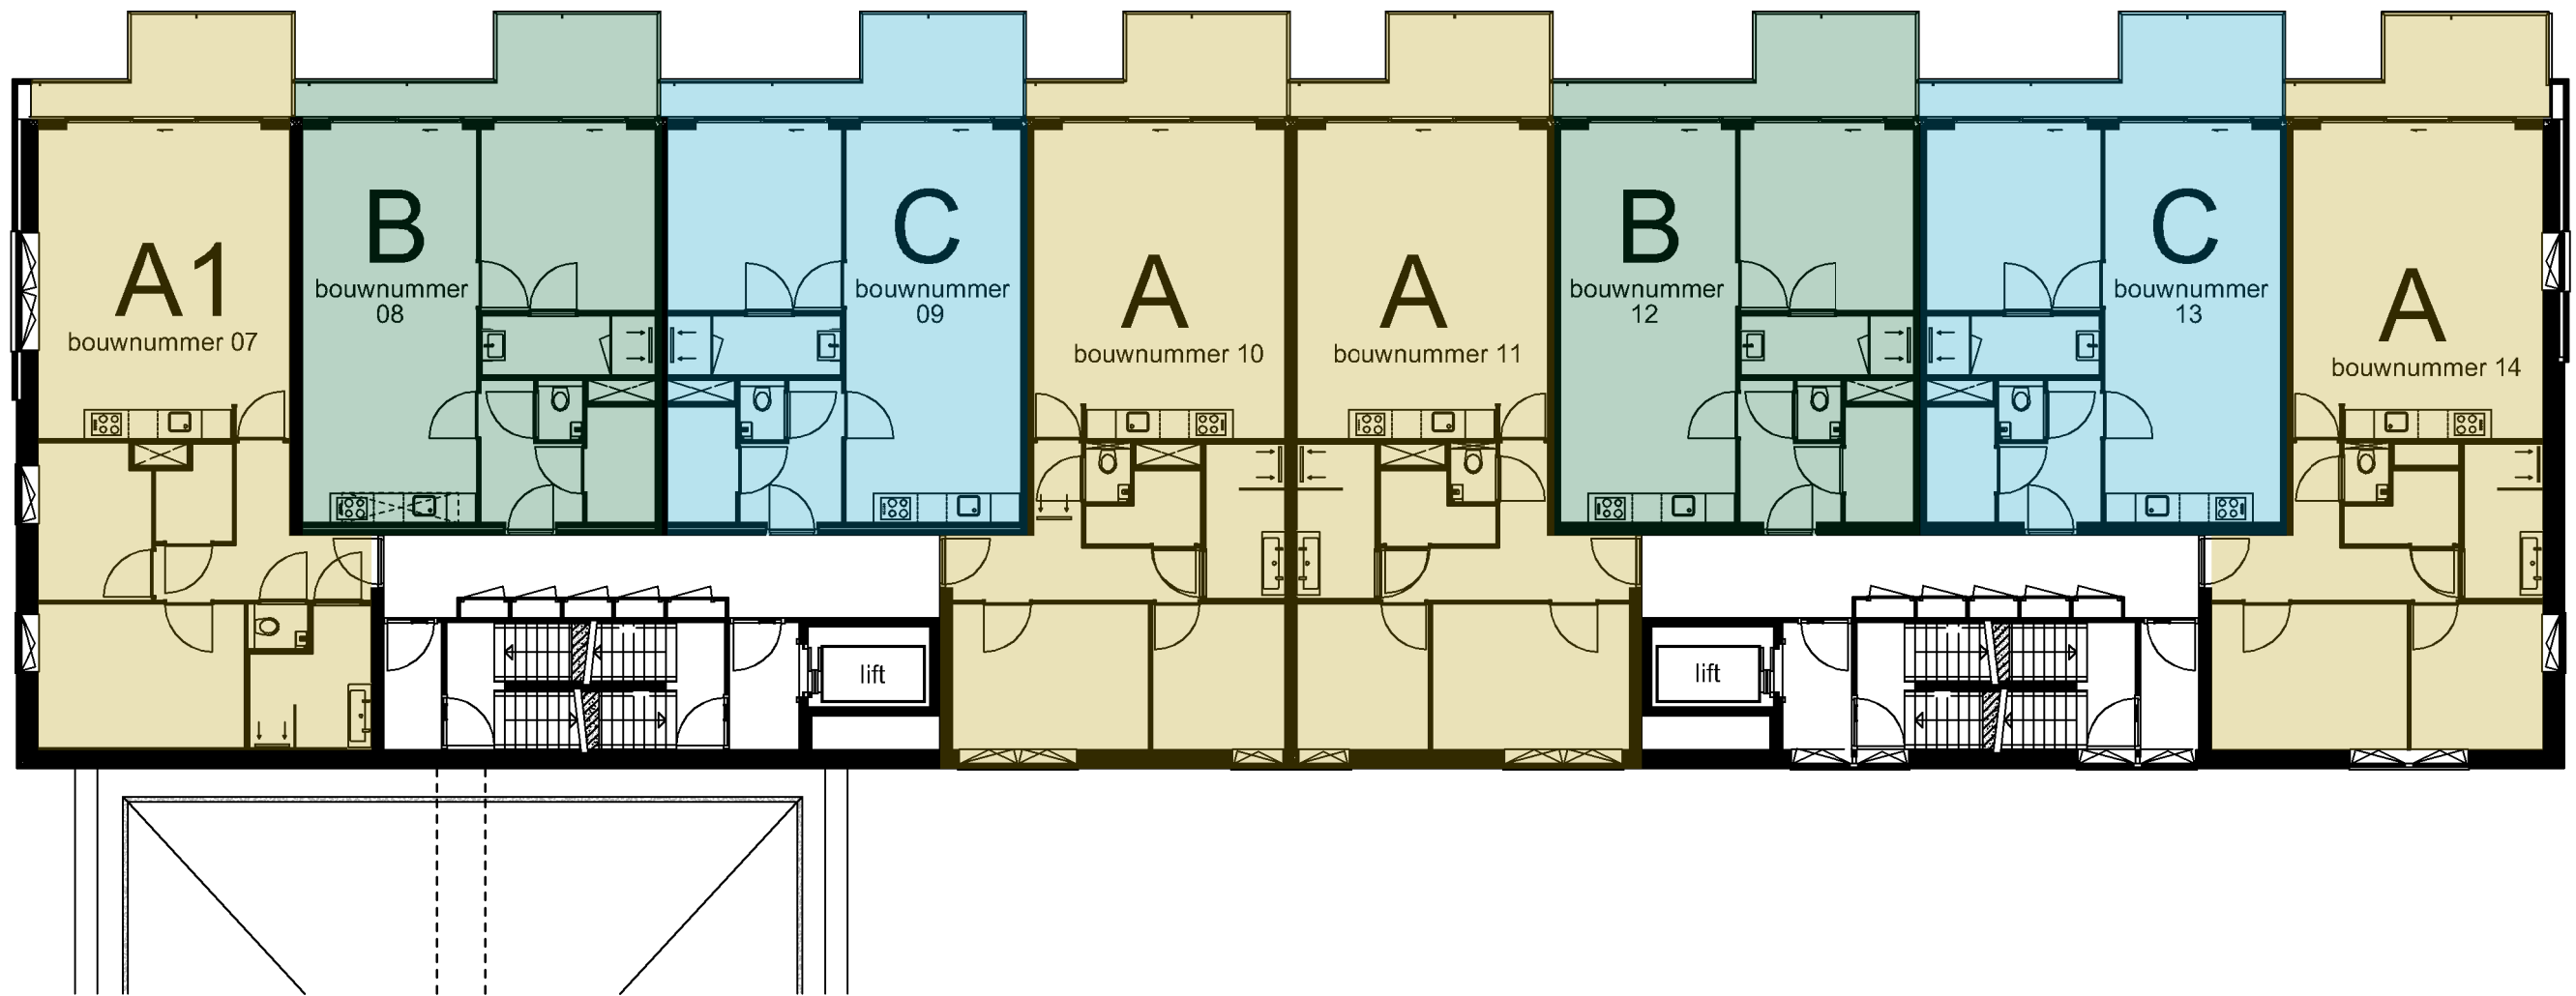 A1
bouwnummer 07
B
bouwnummer
08
C
bouwnummer
09
A
bouwnummer 10
A
bouwnummer 11
B
bouwnummer
12
C
bouwnummer
13
A
bouwnummer 14
lift
lift